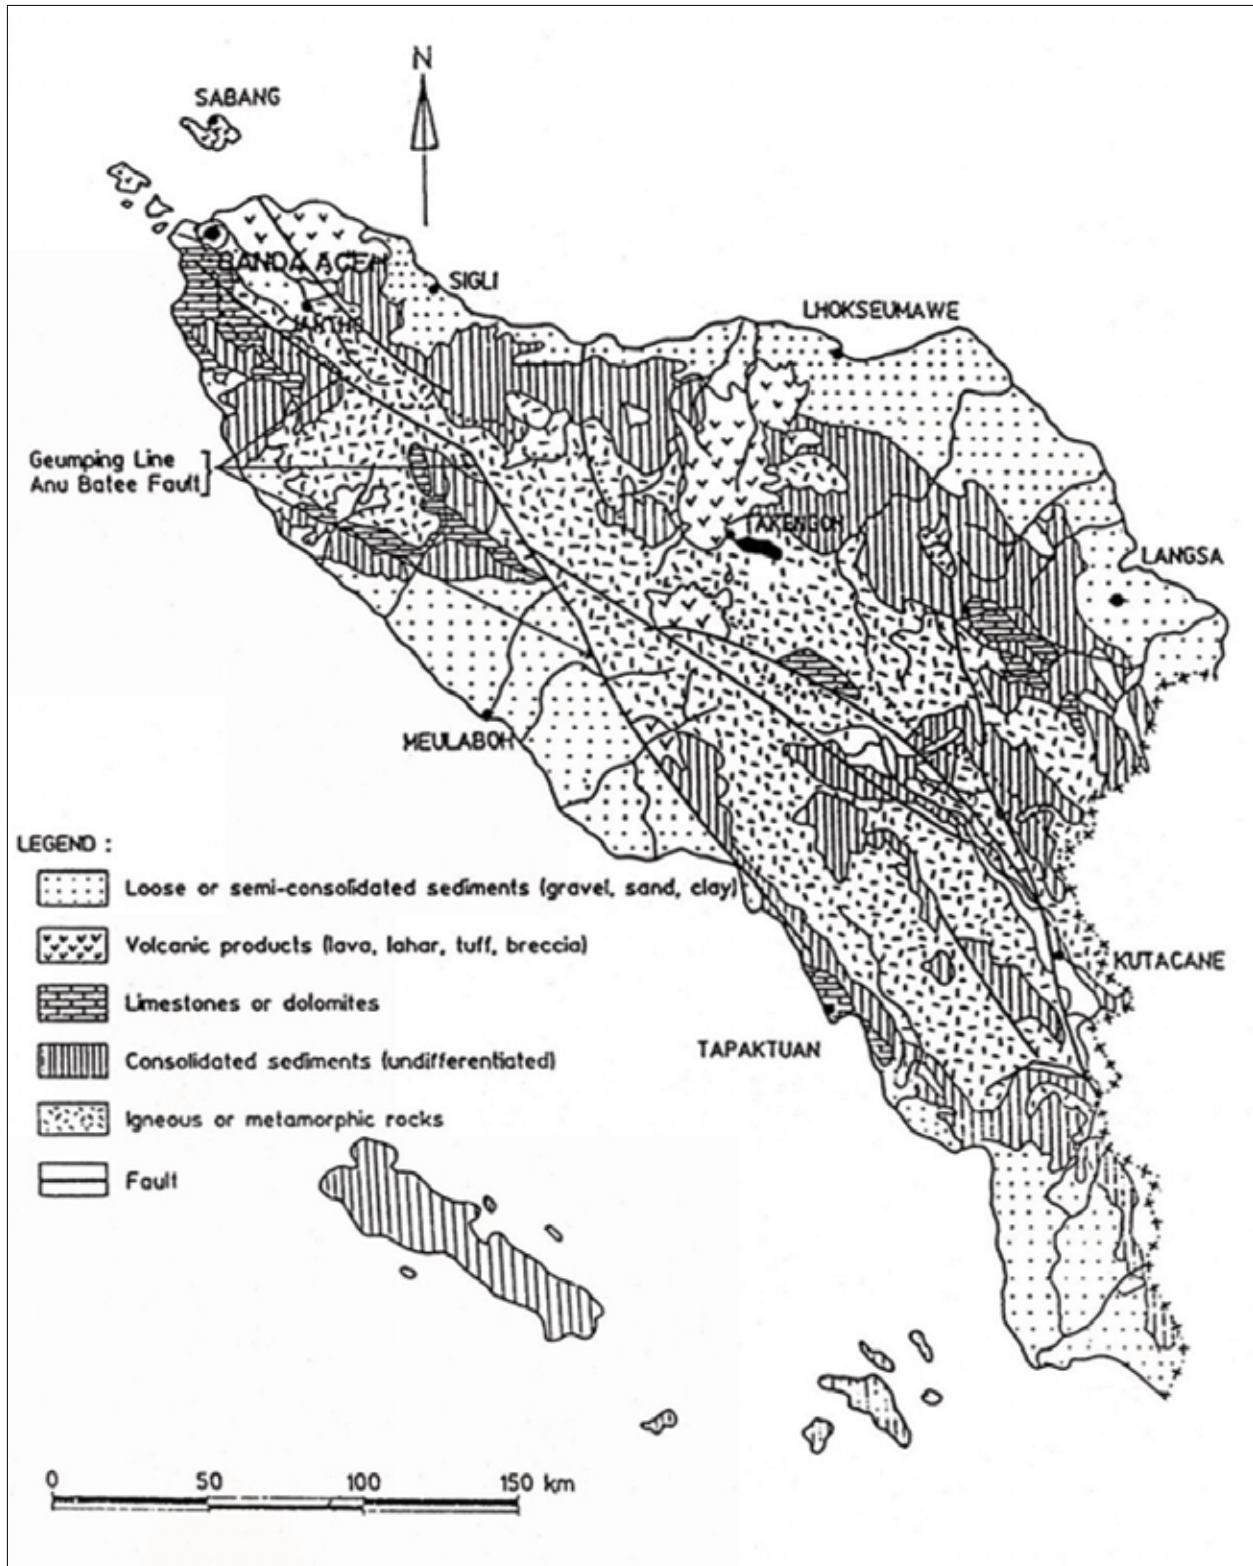 N
SABANG
BANDA ACEH
SIGLI
JANTHO
LHOKSEUMAWE
Geumping Line
Anu Batee Fault
TAKENGON
LANGSA
MEULABOH
LEGEND :
Loose or semi-consolidated sediments (gravel, sand, clay)
Volcanic products (lava, lahar, tuff, breccia)
KUTACANE
Limestones or dolomites
TAPAKTUAN
Consolidated sediments (undifferentiated)
Igneous or metamorphic rocks
Fault
0 50 100 150 km